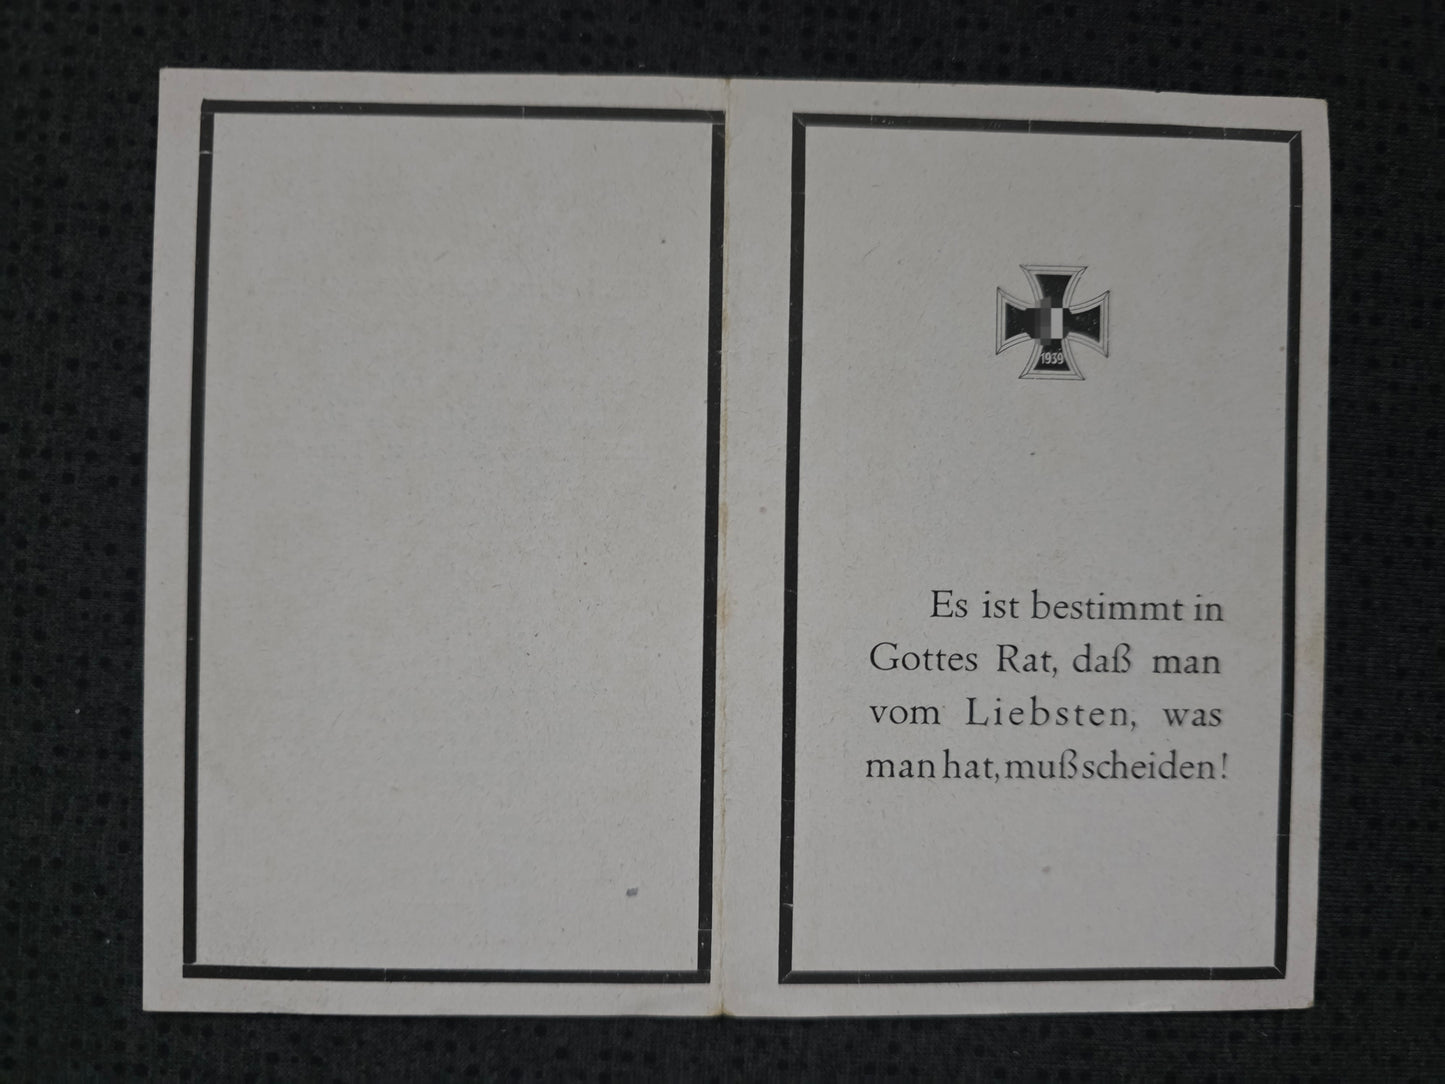 1939
Es ist bestimmt in
Gottes Rat, daß man
vom Liebsten, was
man hat, muß scheiden!